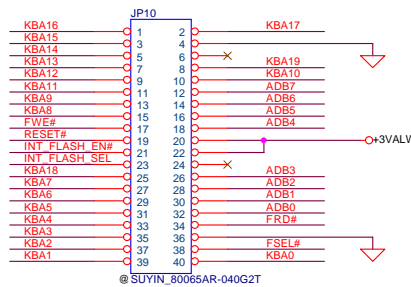 JP10
KBA16 1 2 KBA17
KBA15 3 4
KBA14 5 6
KBA13 7 8 KBA19
KBA12 9 10 KBA10
KBA11 11 12 ADB7
KBA9 13 14 ADB6
KBA8 15 16 ADB5
FWE# 17 18 ADB4
RESET# 19 20 +3VALW
INT_FLASH_EN# 21 22
INT_FLASH_SEL 23 24
KBA18 25 26 ADB3
KBA7 27 28 ADB2
KBA6 29 30 ADB1
KBA5 31 32 ADB0
KBA4 33 34 FRD#
KBA3 35 36
KBA2 37 38 FSEL#
KBA1 39 40 KBA0
@ SUYIN_80065AR-040G2T